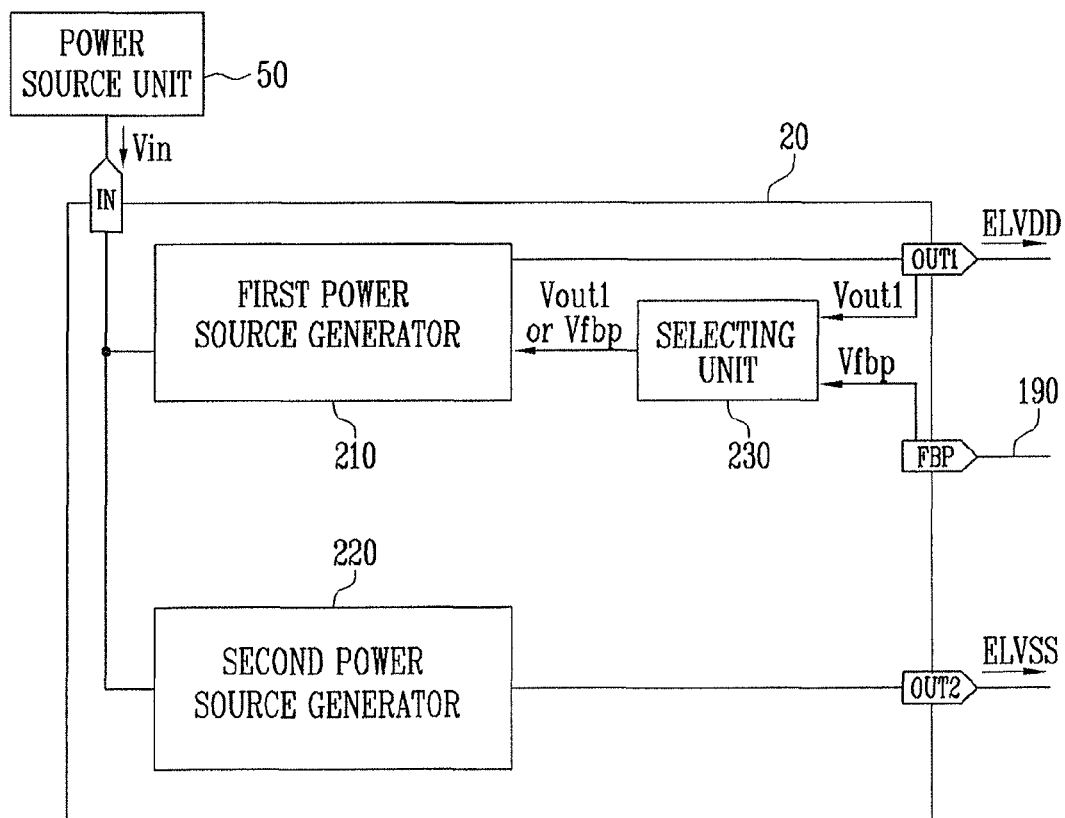 POWER
SOURCE UNIT
50
Vin
IN
20
ELVDD
OUT1
FIRST POWER
SOURCE GENERATOR
Vout1
or Vfbp
SELECTING
UNIT
Vout1
Vfbp
190
210
230
FBP
220
SECOND POWER
SOURCE GENERATOR
ELVSS
OUT2